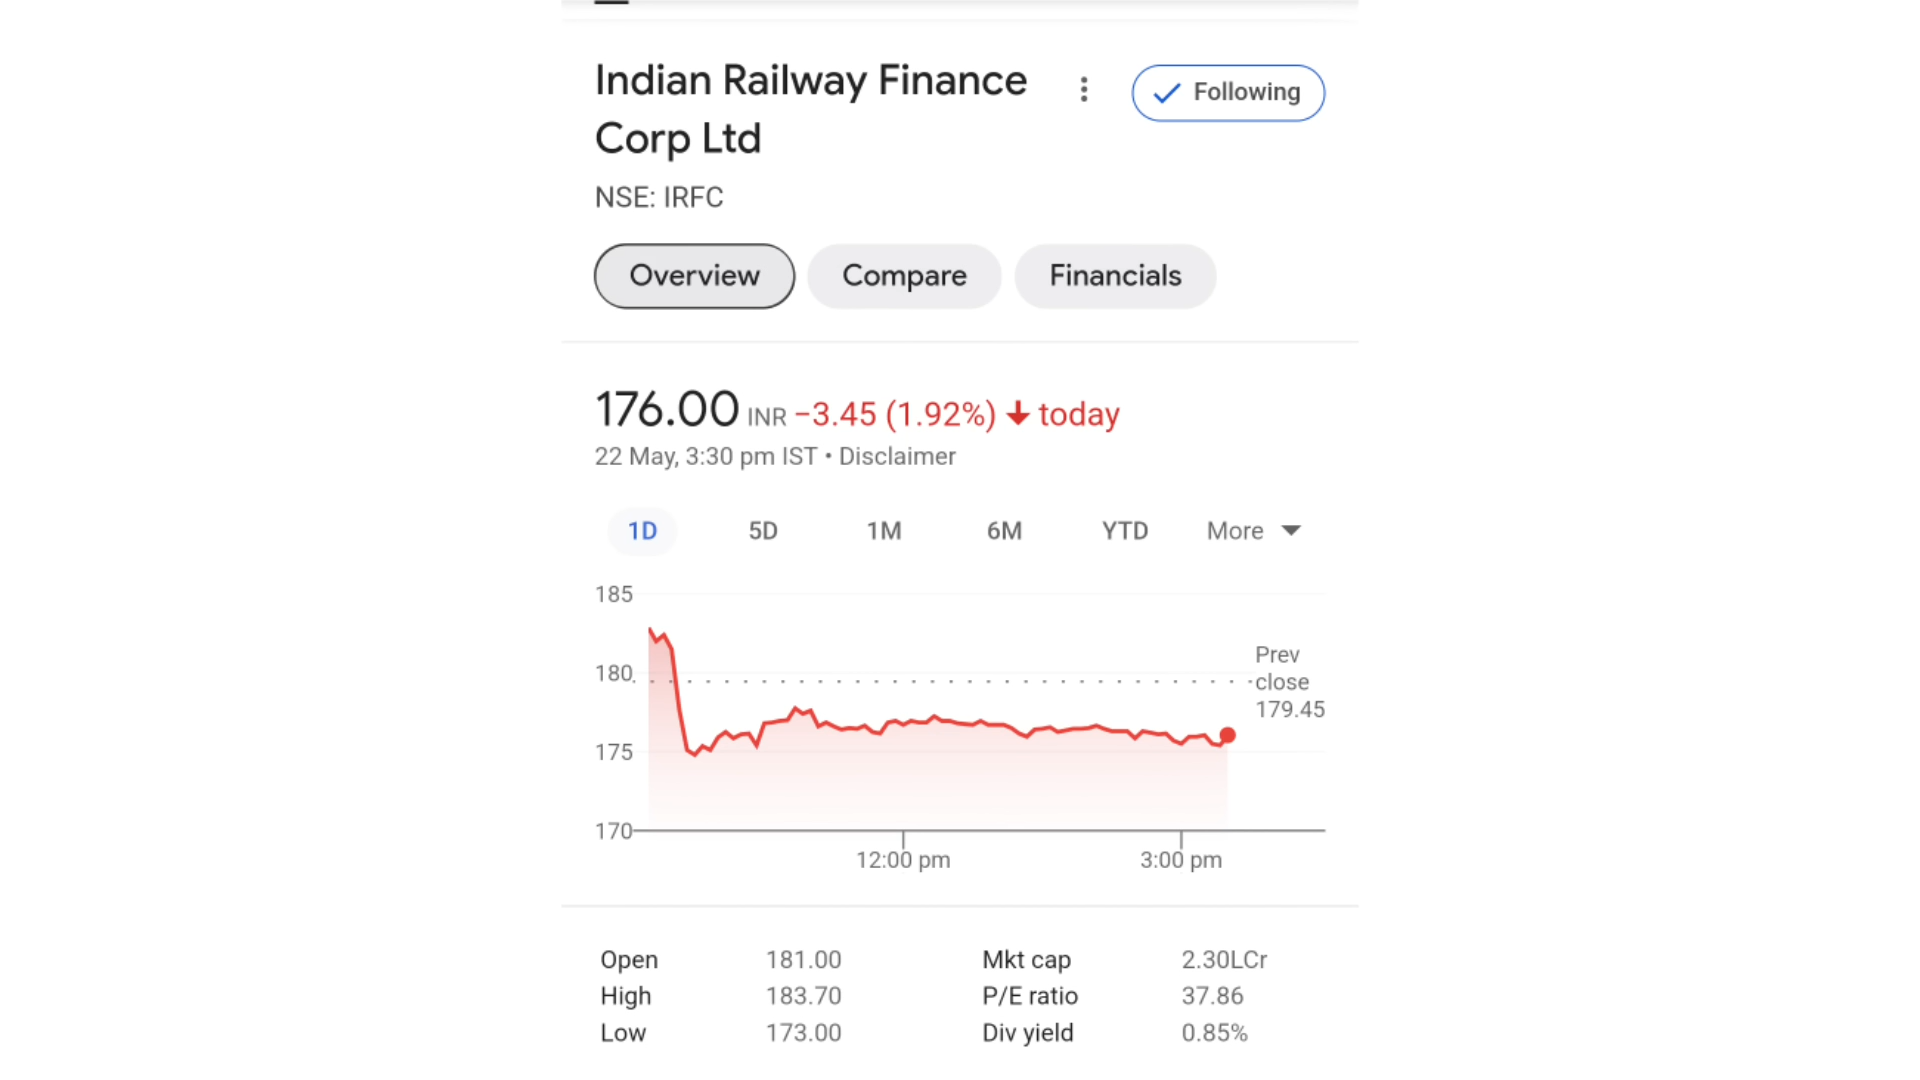 Indian Railway Finance
Corp Ltd
Following
NSE: IRFC
Overview
Compare
Financials
176.00 INR −3.45 (1.92%) ↓ today
22 May, 3:30 pm IST • Disclaimer
1D 5D 1M 6M YTD More
185
180
175
170
Prev
close
179.45
12:00 pm 3:00 pm
Open 181.00 Mkt cap 2.30LCr
High 183.70 P/E ratio 37.86
Low 173.00 Div yield 0.85%